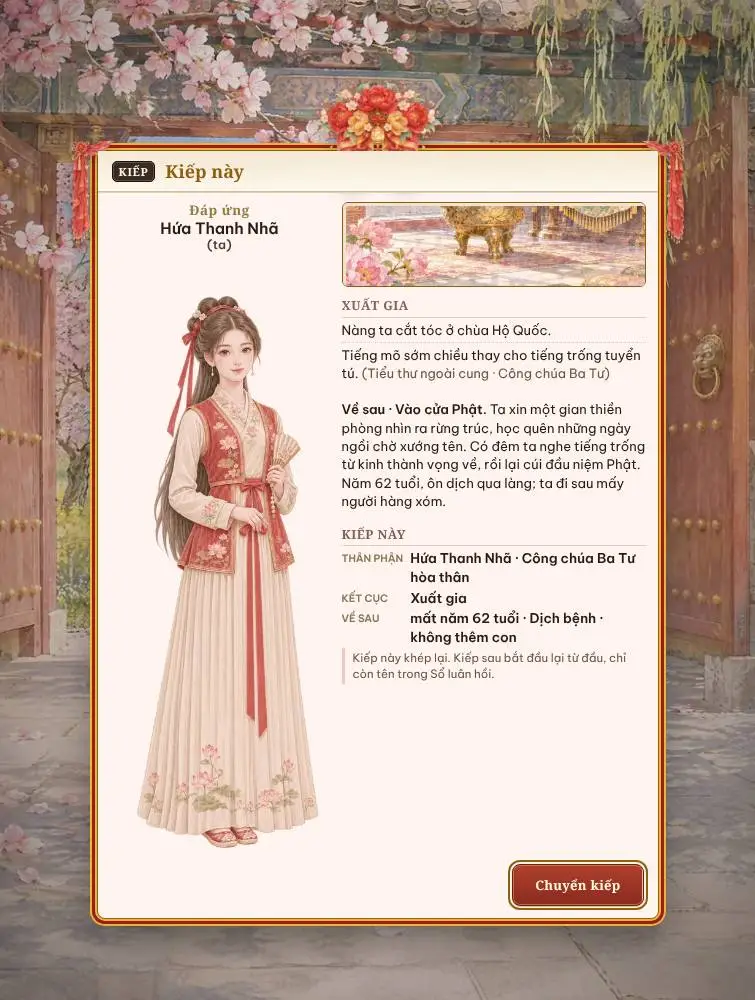 KIẾP Kiếp này
Đáp ứng
Hứa Thanh Nhã
(ta)
XUẤT GIA
Nàng ta cắt tóc ở chùa Hộ Quốc.
Tiếng mõ sớm chiều thay cho tiếng trống tuyển
tú. (Tiểu thư ngoài cung · Công chúa Ba Tư)
Về sau · Vào cửa Phật. Ta xin một gian thiền
phòng nhìn ra rừng trúc, học quên những ngày
ngồi chờ xướng tên. Có đêm ta nghe tiếng trống
từ kinh thành vọng về, rồi lại cúi đầu niệm Phật.
Năm 62 tuổi, ôn dịch qua làng; ta đi sau mấy
người hàng xóm.
KIẾP NÀY
THÂN PHẬN Hứa Thanh Nhã · Công chúa Ba Tư
hòa thân
KẾT CỤC Xuất gia
VỀ SAU mất năm 62 tuổi · Dịch bệnh ·
không thêm con
Kiếp này khép lại. Kiếp sau bắt đầu lại từ đầu, chỉ
còn tên trong Sổ luân hồi.
Chuyển kiếp